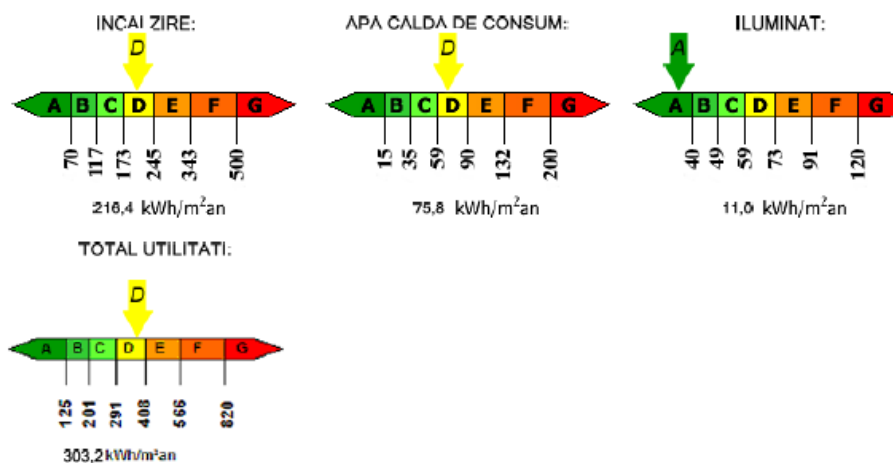 INCALZIRE:
D
A B C D E F G
70 117 173 245 343 500
216,4 kWh/m²an
APA CALDA DE CONSUM:
D
A B C D E F G
15 35 59 90 132 200
75,8 kWh/m²an
ILUMINAT:
A
A B C D E F G
40 49 59 73 91 120
11,0 kWh/m²an
TOTAL UTILITATI:
D
A B C D E F G
125 201 291 408 566 820
303,2 kWh/m²an